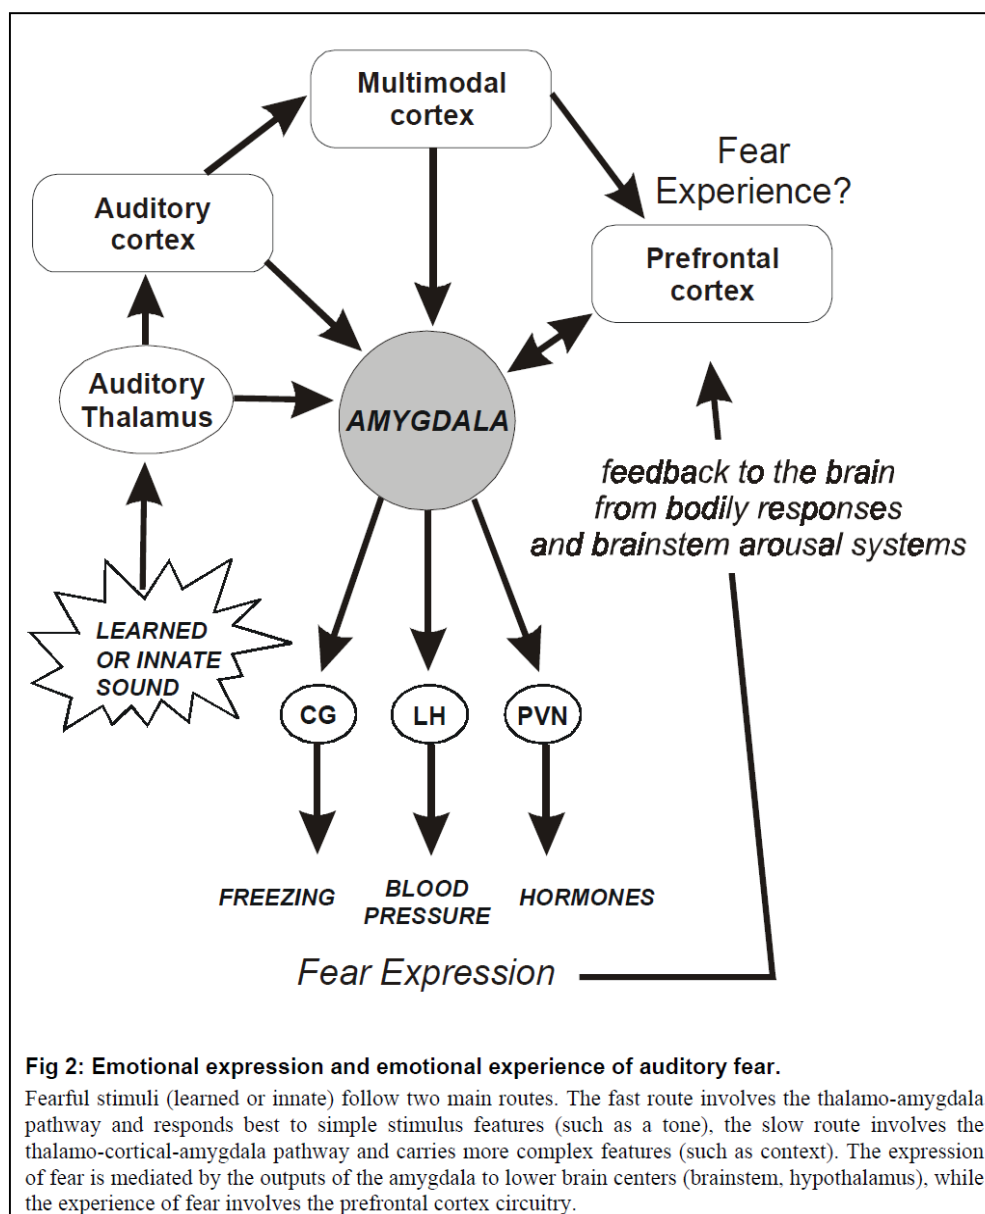 Multimodal
cortex
Fear
Experience?
Auditory
cortex
Prefrontal
cortex
Auditory
Thalamus
AMYGDALA
feedback to the brain
from bodily responses
and brainstem arousal systems
LEARNED
OR INNATE
SOUND
CG
LH
PVN
FREEZING
BLOOD
PRESSURE
HORMONES
Fear Expression
Fig 2: Emotional expression and emotional experience of auditory fear.
Fearful stimuli (learned or innate) follow two main routes. The fast route involves the thalamo-amygdala
pathway and responds best to simple stimulus features (such as a tone), the slow route involves the
thalamo-cortical-amygdala pathway and carries more complex features (such as context). The expression
of fear is mediated by the outputs of the amygdala to lower brain centers (brainstem, hypothalamus), while
the experience of fear involves the prefrontal cortex circuitry.